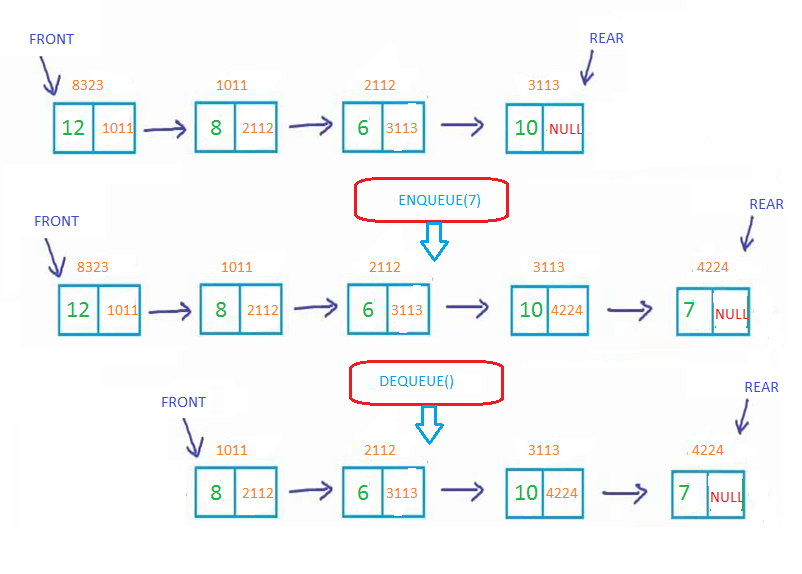 FRONT REAR
8323 1011 2112 3113
12 1011 8 2112 6 3113 10 NULL
ENQUEUE(7)
FRONT REAR
8323 1011 2112 3113 4224
12 1011 8 2112 6 3113 10 4224 7 NULL
DEQUEUE()
FRONT REAR
1011 2112 3113 4224
8 2112 6 3113 10 4224 7 NULL